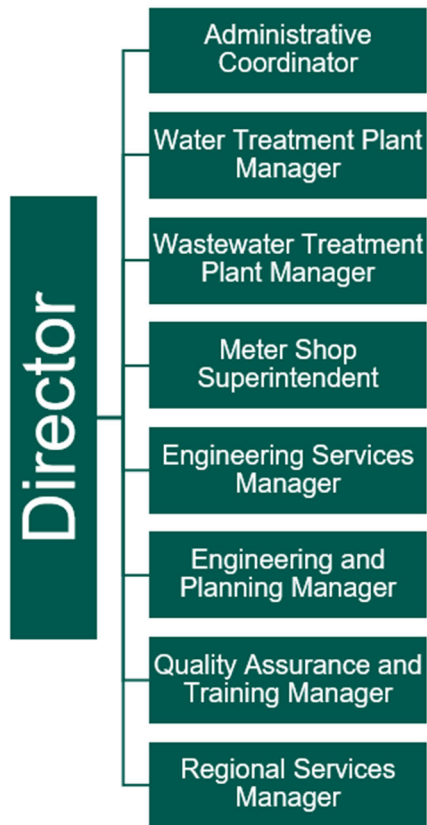 Director
Administrative
Coordinator
Water Treatment Plant
Manager
Wastewater Treatment
Plant Manager
Meter Shop
Superintendent
Engineering Services
Manager
Engineering and
Planning Manager
Quality Assurance and
Training Manager
Regional Services
Manager